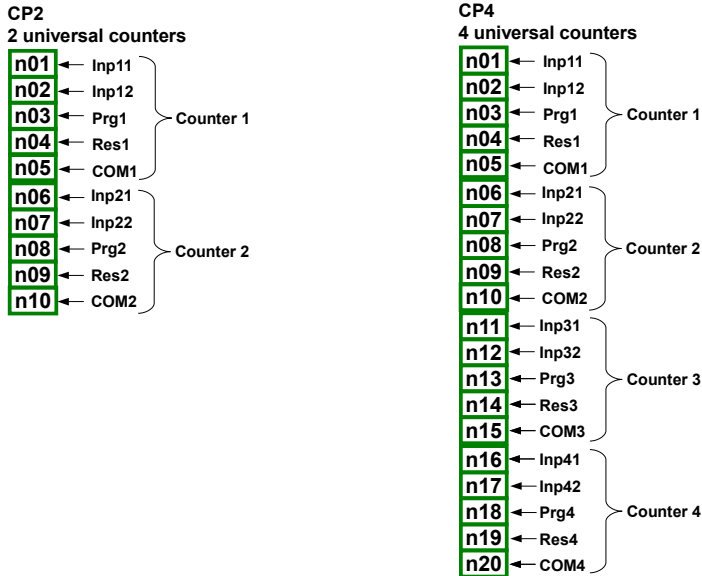 CP2
2 universal counters
n01 Inp11
n02 Inp12
n03 Prg1 Counter 1
n04 Res1
n05 COM1
n06 Inp21
n07 Inp22
n08 Prg2 Counter 2
n09 Res2
n10 COM2
CP4
4 universal counters
n01 Inp11
n02 Inp12
n03 Prg1 Counter 1
n04 Res1
n05 COM1
n06 Inp21
n07 Inp22
n08 Prg2 Counter 2
n09 Res2
n10 COM2
n11 Inp31
n12 Inp32
n13 Prg3 Counter 3
n14 Res3
n15 COM3
n16 Inp41
n17 Inp42
n18 Prg4 Counter 4
n19 Res4
n20 COM4